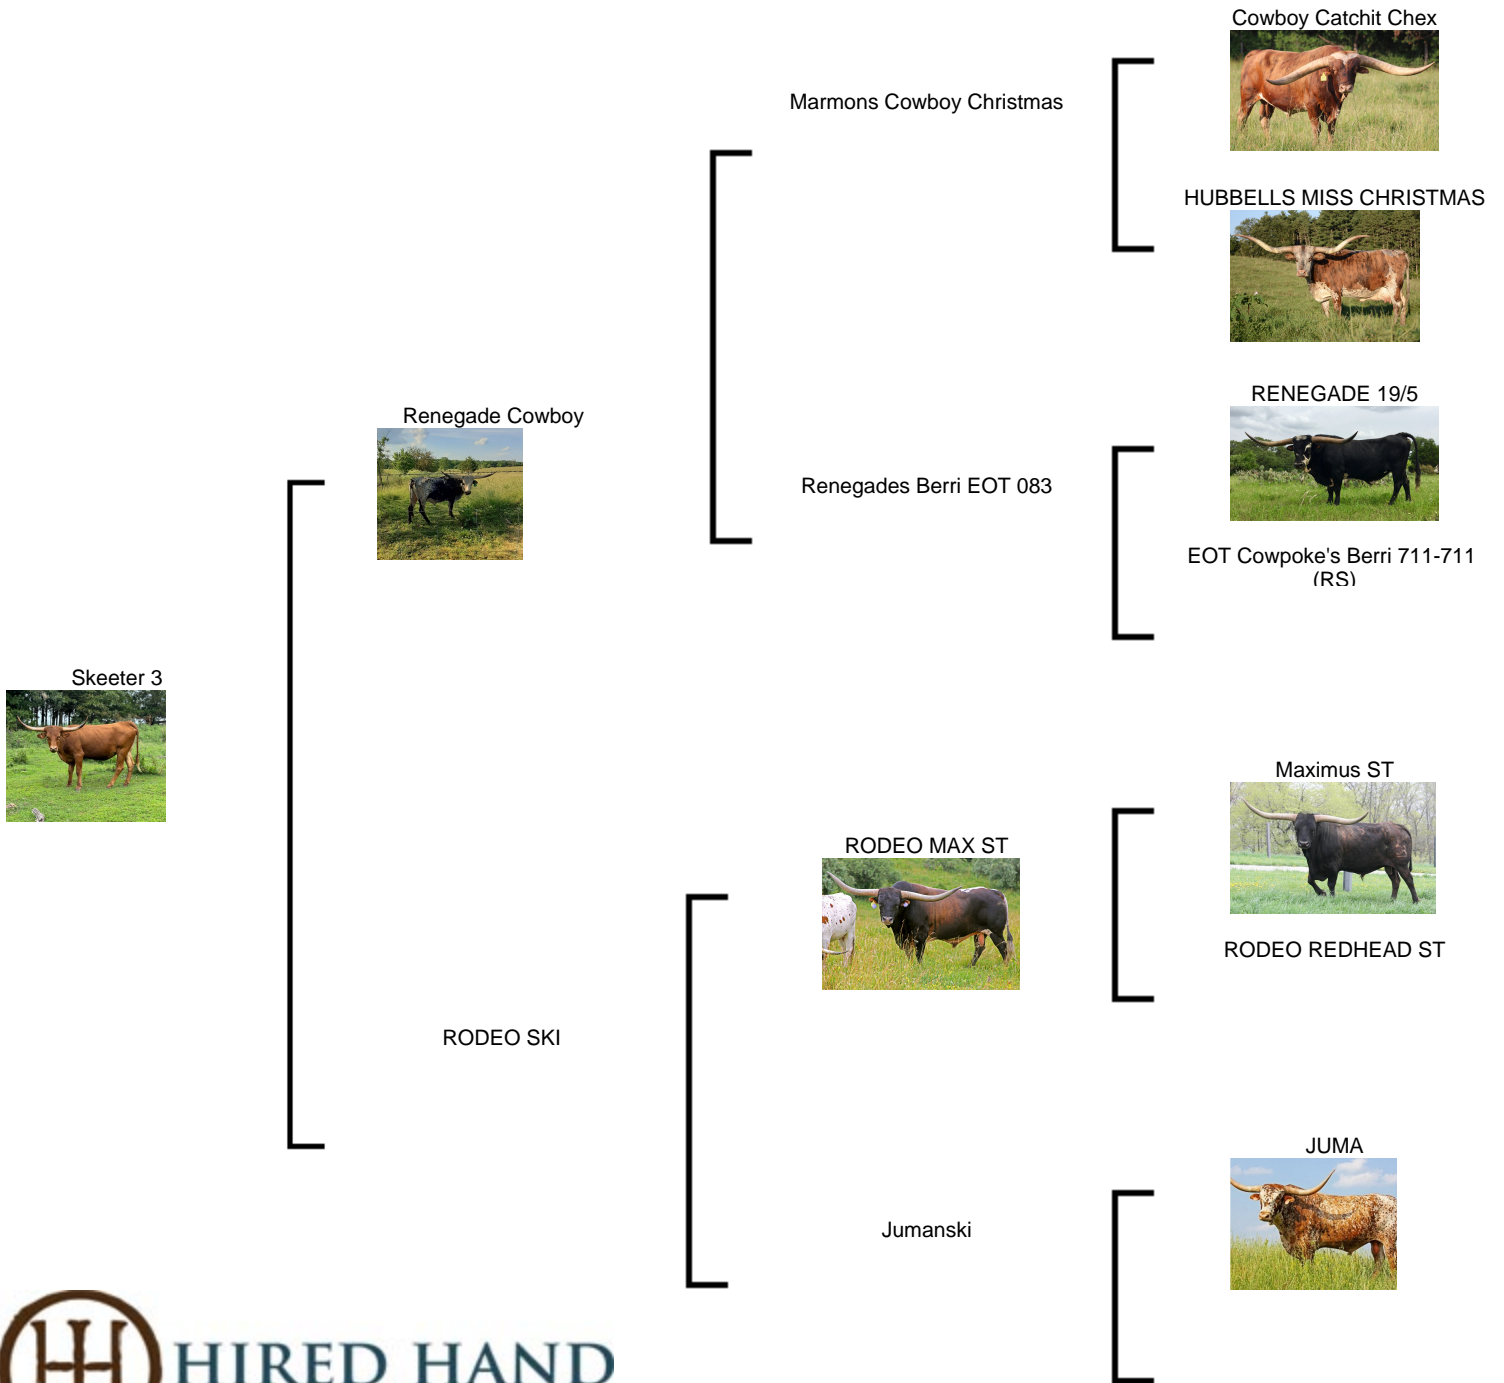 Cowboy Catchit Chex
Marmons Cowboy Christmas
HUBBELLS MISS CHRISTMAS
RENEGADE 19/5
Renegade Cowboy
Renegades Berri EOT 083
EOT Cowpoke's Berri 711-711
(RS)
Skeeter 3
Maximus ST
RODEO MAX ST
RODEO REDHEAD ST
RODEO SKI
JUMA
Jumanski
HIRED HAND